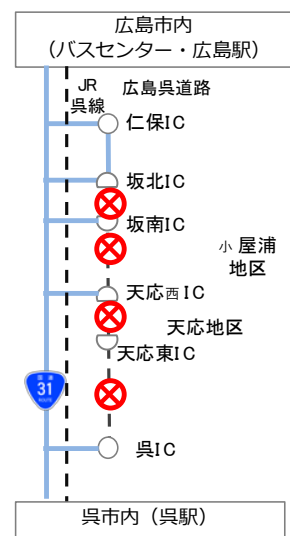 広島市内
（バスセンター・広島駅）
JR
呉線
広島呉道路
仁保IC
坂北IC
坂南IC
小 屋浦
地区
天応西IC
天応地区
天応東IC
国道
31
ROUTE
呉IC
呉市内（呉駅）